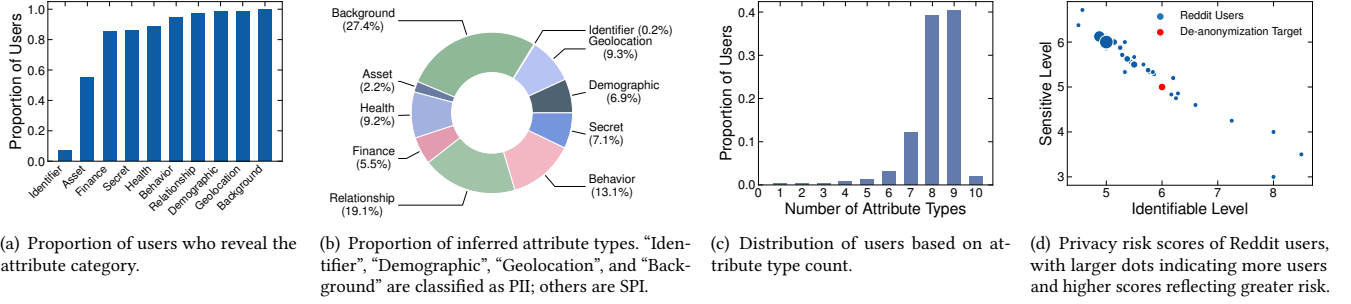 Proportion of Users
1.0
0.8
0.6
0.4
0.2
0.0
Identifier
Asset
Finance
Secret
Health
Behavior
Relationship
Demographic
Geolocation
Background
(a) Proportion of users who reveal the
attribute category.
Background
(27.4%)
Identifier (0.2%)
Geolocation
(9.3%)
Asset
(2.2%)
Demographic
(6.9%)
Health
(9.2%)
Secret
(7.1%)
Finance
(5.5%)
Behavior
(13.1%)
Relationship
(19.1%)
(b) Proportion of inferred attribute types. “Iden-
tifier”, “Demographic”, “Geolocation”, and “Back-
ground” are classified as PII; others are SPI.
Proportion of Users
0.4
0.3
0.2
0.1
0.0
0 1 2 3 4 5 6 7 8 9 10
Number of Attribute Types
(c) Distribution of users based on at-
tribute type count.
Sensitive Level
Reddit Users
De-anonymization Target
6
5
4
3
5 6 7 8
Identifiable Level
(d) Privacy risk scores of Reddit users,
with larger dots indicating more users
and higher scores reflecting greater risk.